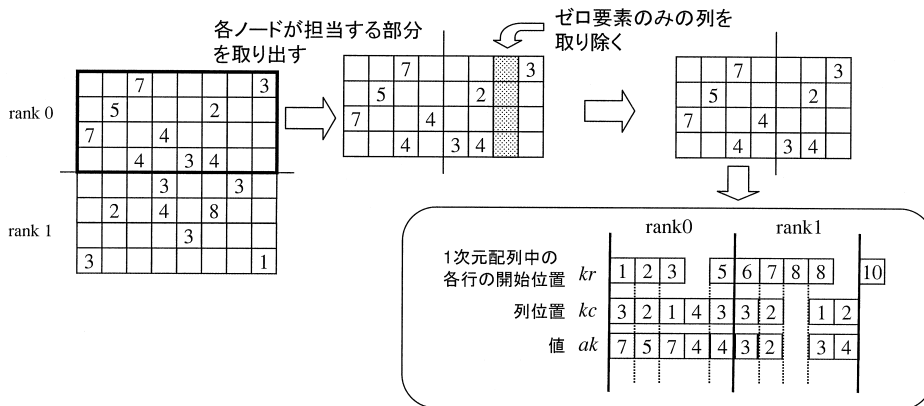 各ノードが担当する部分
を取り出す
ゼロ要素のみの列を
取り除く
rank 0
rank 1
7 3
5 2
7 4
4 3 4
3 3
2 4 8
3
3 1
7 3
5 2
7 4
4 3 4
7 3
5 2
7 4
4 3 4
rank0 rank1
1次元配列中の
各行の開始位置 kr 1 2 3 5 6 7 8 8 10
列位置 kc 3 2 1 4 3 3 2 1 2
値 ak 7 5 7 4 4 3 2 3 4